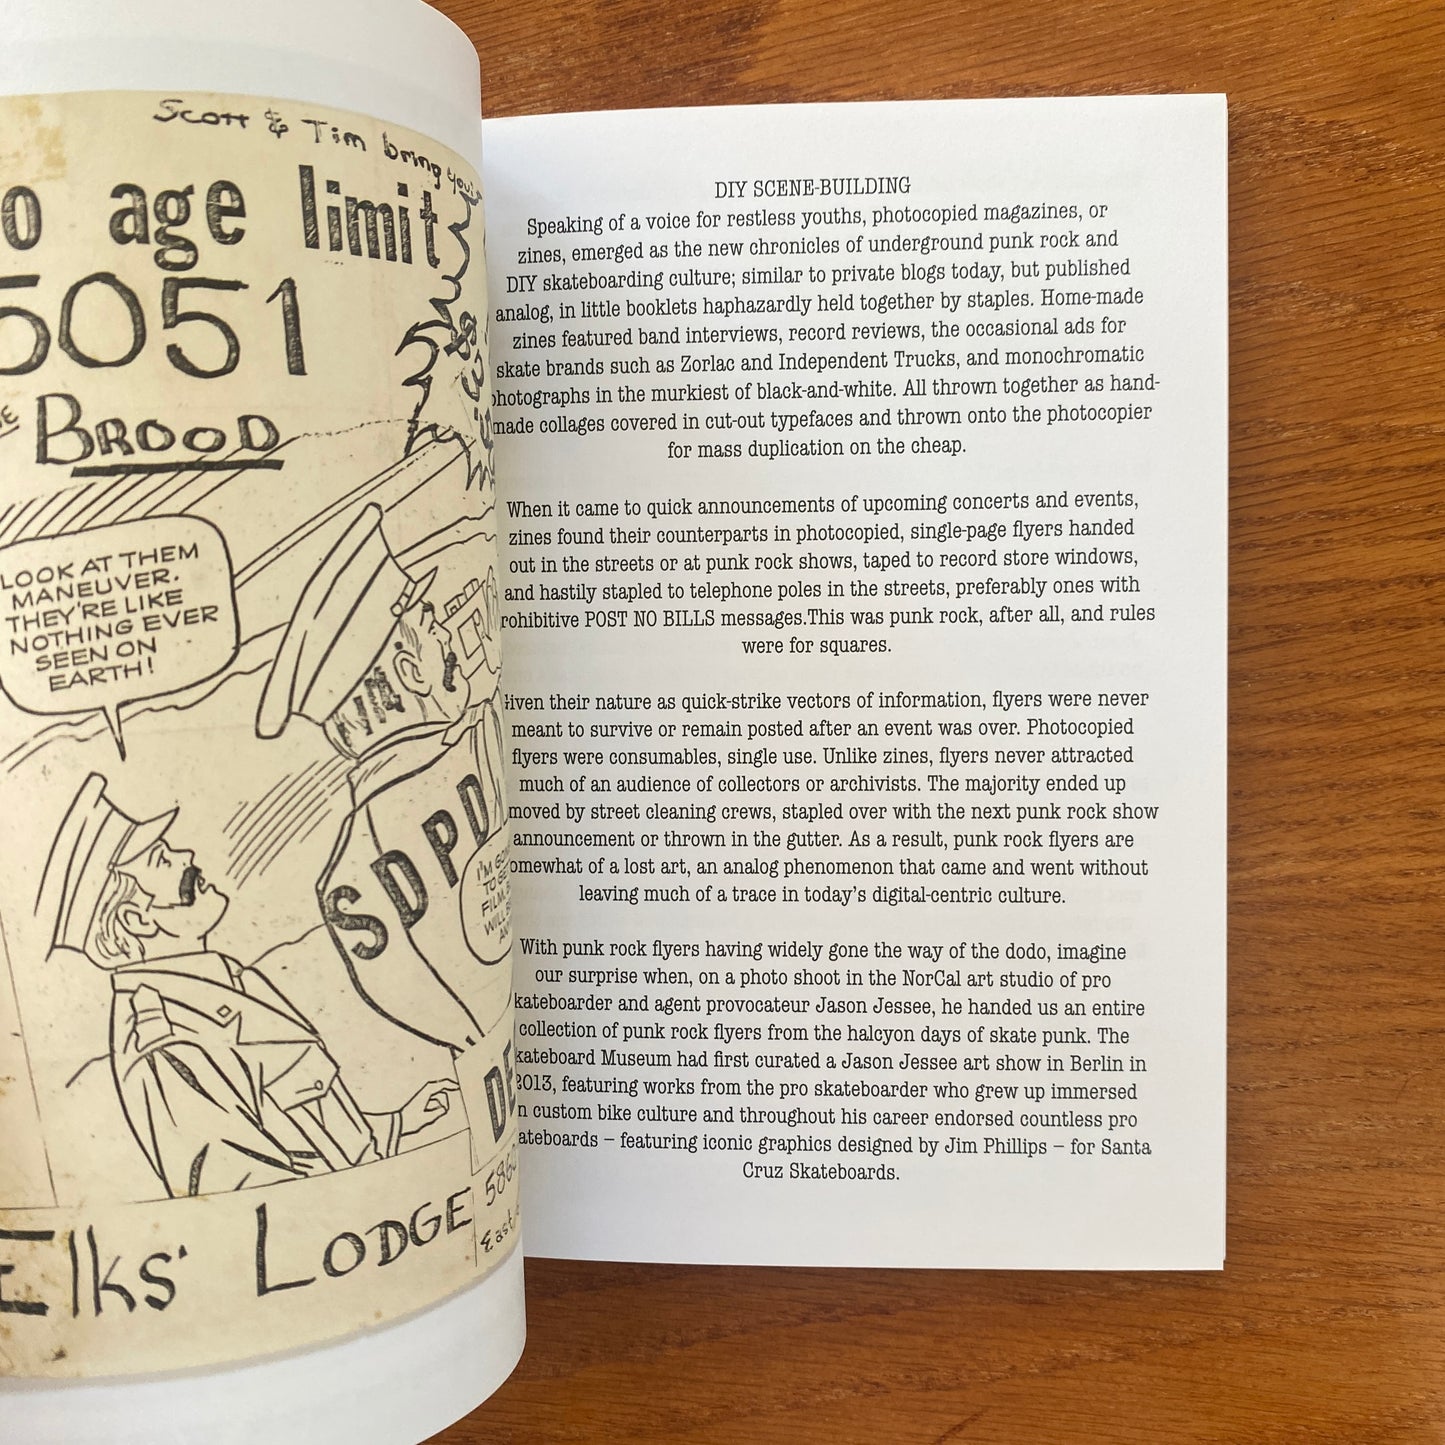 Scott & Tim bring you:
age limit
5051
BROOD
LOOK AT THEM
MANEUVER.
THEY'RE LIKE
NOTHING EVER
SEEN ON
EARTH!
SDPD
I'M
TO
WILL
Elks' LODGE
DIY SCENE-BUILDING
Speaking of a voice for restless youths, photocopied magazines, or
zines, emerged as the new chronicles of underground punk rock and
DIY skateboarding culture; similar to private blogs today, but published
analog, in little booklets haphazardly held together by staples. Home-made
zines featured band interviews, record reviews, the occasional ads for
skate brands such as Zorlac and Independent Trucks, and monochromatic
photographs in the murkiest of black-and-white. All thrown together as hand-
made collages covered in cut-out typefaces and thrown onto the photocopier
for mass duplication on the cheap.
When it came to quick announcements of upcoming concerts and events,
zines found their counterparts in photocopied, single-page flyers handed
out in the streets or at punk rock shows, taped to record store windows,
and hastily stapled to telephone poles in the streets, preferably ones with
rohibitive POST NO BILLS messages.This was punk rock, after all, and rules
were for squares.
iven their nature as quick-strike vectors of information, flyers were never
meant to survive or remain posted after an event was over. Photocopied
flyers were consumables, single use. Unlike zines, flyers never attracted
much of an audience of collectors or archivists. The majority ended up
moved by street cleaning crews, stapled over with the next punk rock show
announcement or thrown in the gutter. As a result, punk rock flyers are
omewhat of a lost art, an analog phenomenon that came and went without
leaving much of a trace in today's digital-centric culture.
With punk rock flyers having widely gone the way of the dodo, imagine
our surprise when, on a photo shoot in the NorCal art studio of pro
kateboarder and agent provocateur Jason Jessee, he handed us an entire
collection of punk rock flyers from the halcyon days of skate punk. The
kateboard Museum had first curated a Jason Jessee art show in Berlin in
2013, featuring works from the pro skateboarder who grew up immersed
n custom bike culture and throughout his career endorsed countless pro
ateboards – featuring iconic graphics designed by Jim Phillips – for Santa
Cruz Skateboards.